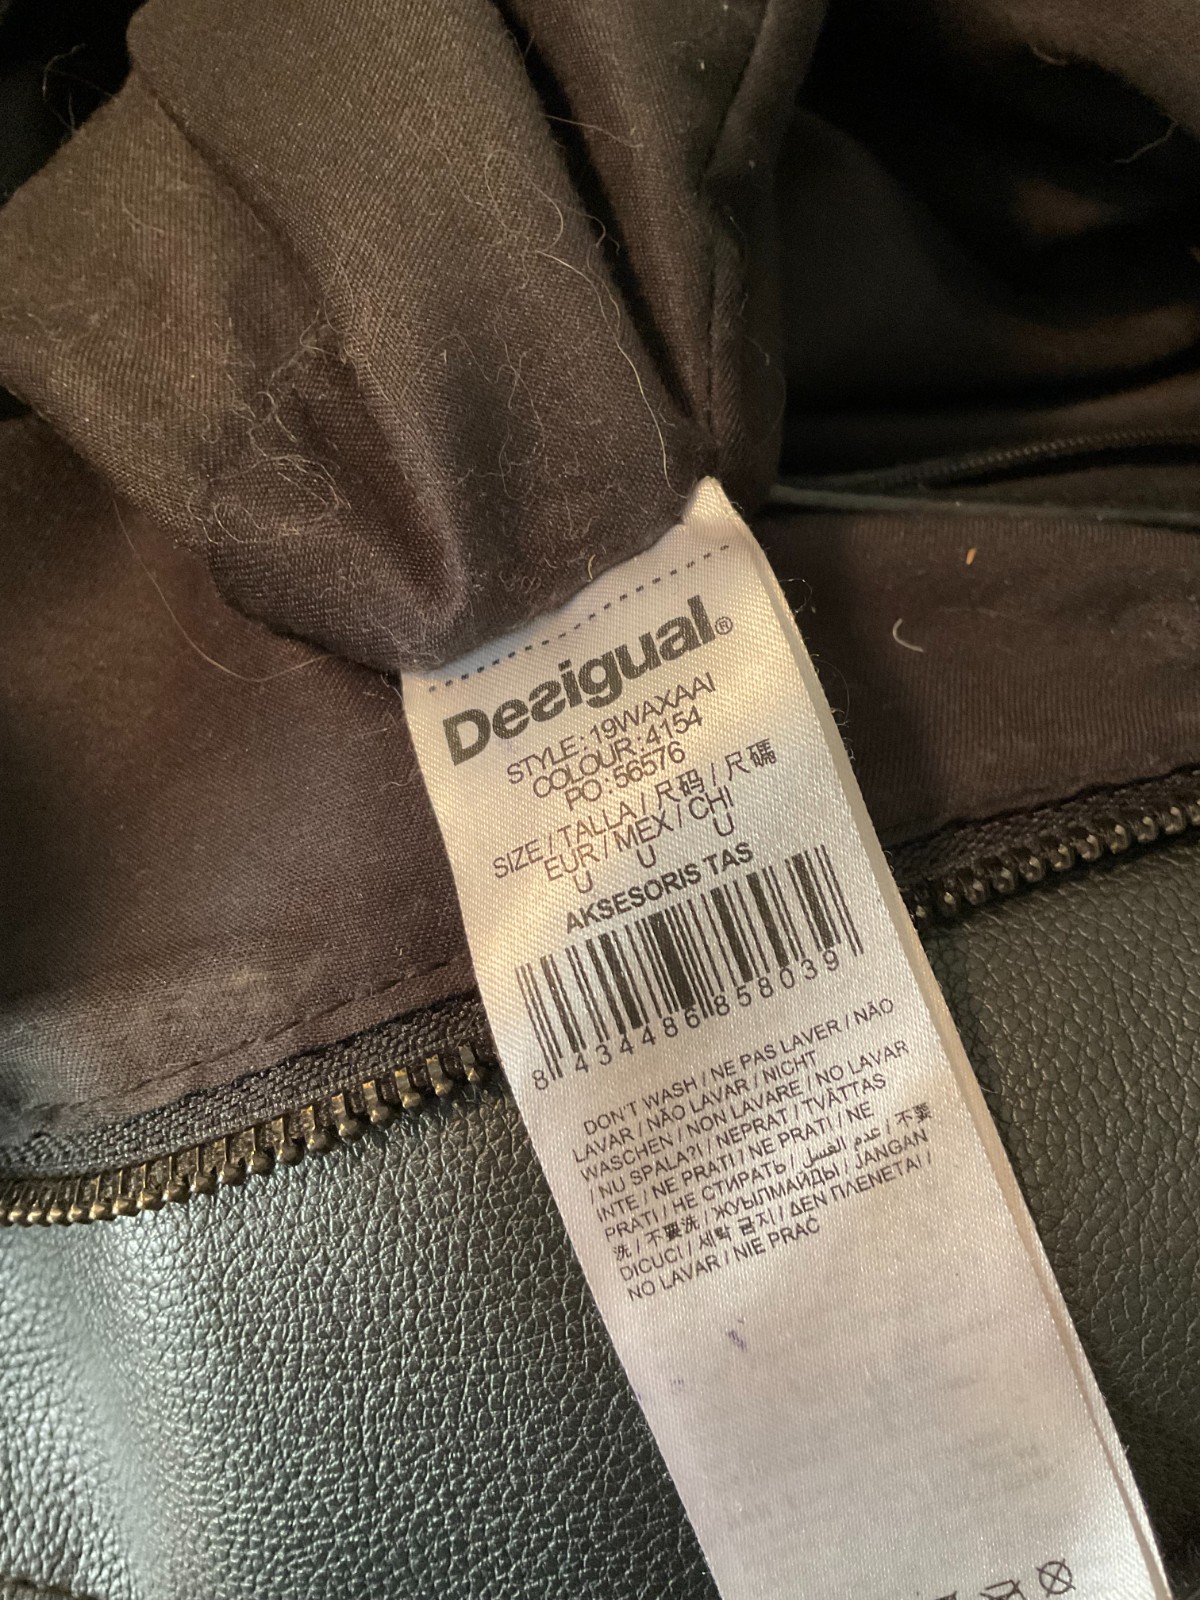 Desigual®
STYLE: 19WAXAAI
COLOUR: 4154
PO: 56576
SIZE / TALLA / 尺码 / 尺碼
EUR / MEX / CHI
U U U
AKSESORIS TAS
8 434486 858039
DON'T WASH / NE PAS LAVER / NÃO
LAVAR / NÃO LAVAR / NICHT
WASCHEN / NON LAVARE / NO LAVAR
/ NU SPALA?I / NEPRAT / TVÄTTAS
INTE / NE PRATI / NE PRATI / NE
PRATI / НЕ СТИРАТЬ / عدم الغسل / 不要
洗 / 不要洗 / ЖУЫЛМАЙДЫ / JANGAN
DICUCI / 세탁 금지 / ΔΕΝ ΠΛΕΝΕΤΑΙ /
NO LAVAR / NIE PRAC